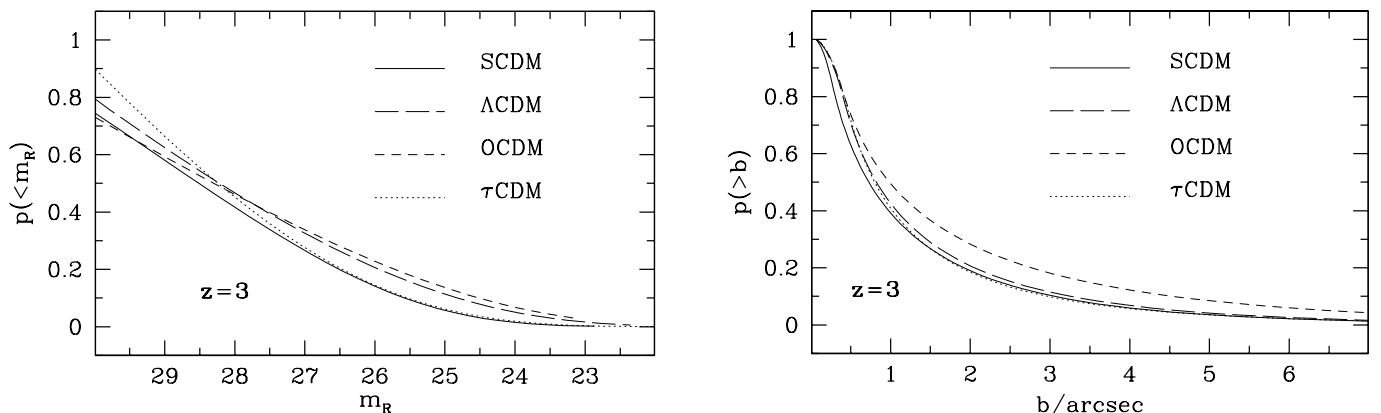 1
0.8
0.6
0.4
0.2
0
p(<m_R)
SCDM
ΛCDM
OCDM
τCDM
z=3
29 28 27 26 25 24 23
m_R
1
0.8
0.6
0.4
0.2
0
p(>b)
SCDM
ΛCDM
OCDM
τCDM
z=3
1 2 3 4 5 6
b/arcsec